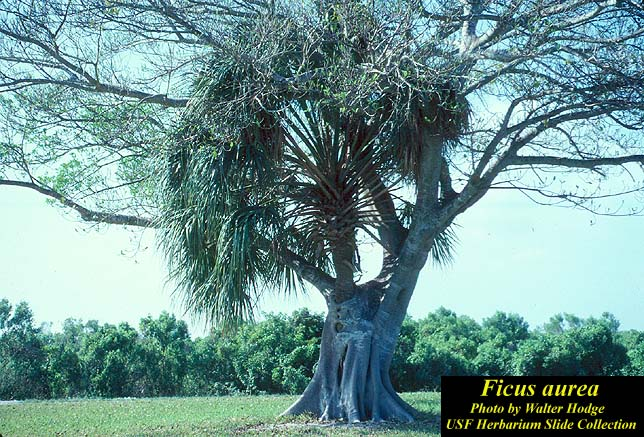 Ficus aurea
Photo by Walter Hodge
USF Herbarium Slide Collection